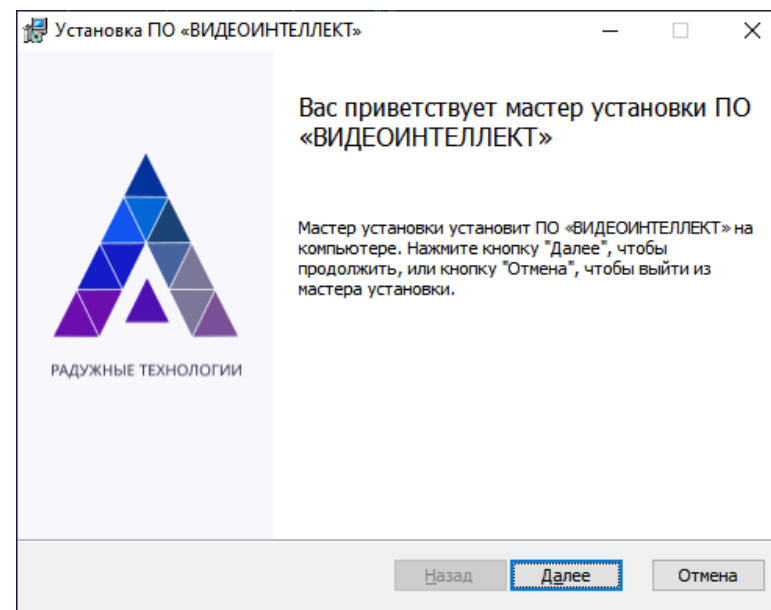 Установка ПО «ВИДЕОИНТЕЛЛЕКТ»
Вас приветствует мастер установки ПО
«ВИДЕОИНТЕЛЛЕКТ»
Мастер установки установит ПО «ВИДЕОИНТЕЛЛЕКТ» на
компьютере. Нажмите кнопку "Далее", чтобы
продолжить, или кнопку "Отмена", чтобы выйти из
мастера установки.
РАДУЖНЫЕ ТЕХНОЛОГИИ
Назад Далее Отмена